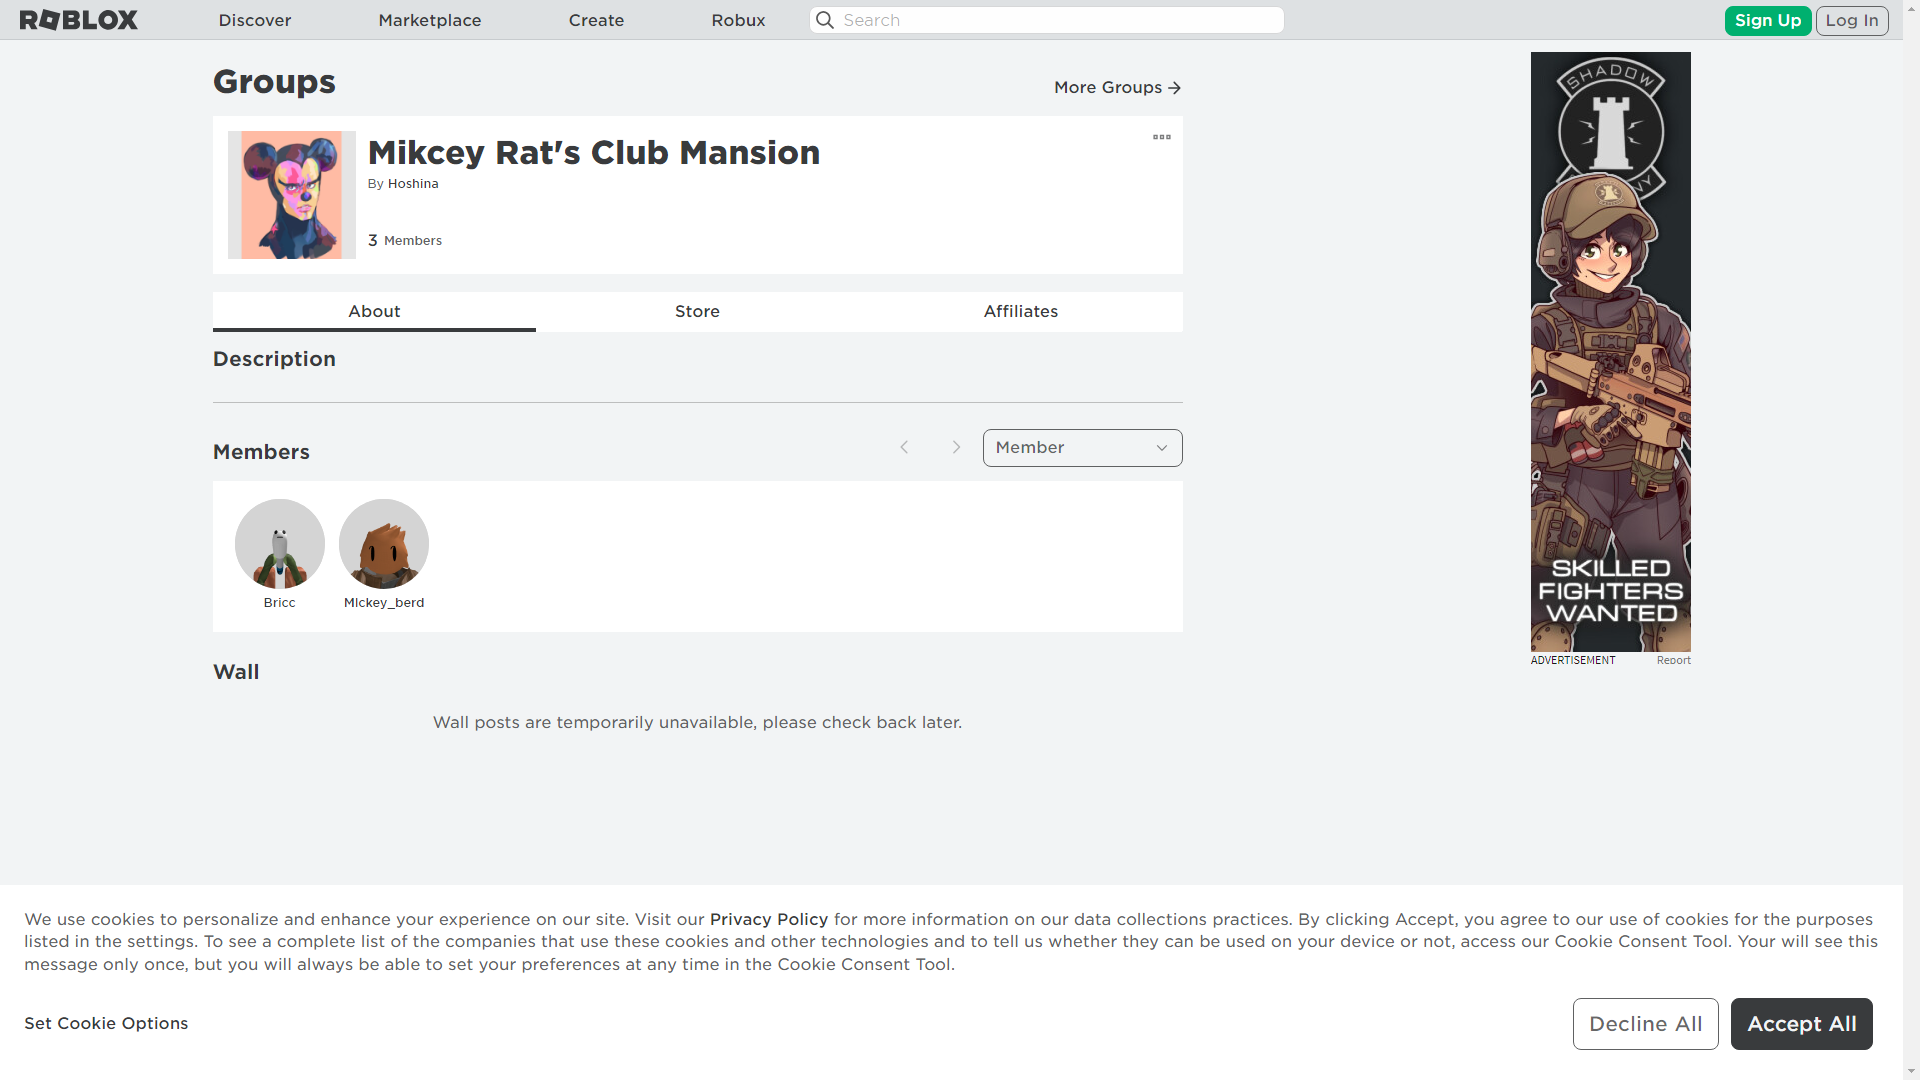 ROBLOX
Discover
Marketplace
Create
Robux
Search
Sign Up
Log In
Groups
More Groups
Mikcey Rat's Club Mansion
By Hoshina
3 Members
About
Store
Affiliates
Description
Members
Member
Bricc
MIckey_berd
Wall
Wall posts are temporarily unavailable, please check back later.
SHADOW
SKILLED
FIGHTERS
WANTED
ADVERTISEMENT
Report
We use cookies to personalize and enhance your experience on our site. Visit our Privacy Policy for more information on our data collections practices. By clicking Accept, you agree to our use of cookies for the purposes
listed in the settings. To see a complete list of the companies that use these cookies and other technologies and to tell us whether they can be used on your device or not, access our Cookie Consent Tool. Your will see this
message only once, but you will always be able to set your preferences at any time in the Cookie Consent Tool.
Set Cookie Options
Decline All
Accept All